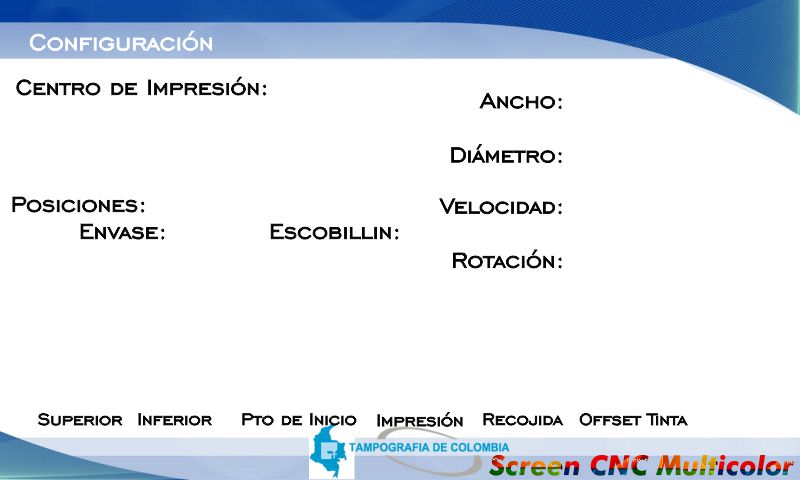 Configuración
Centro de Impresión:
Ancho:
Diámetro:
Posiciones:
Velocidad:
Envase:
Escobillin:
Rotación:
Superior
Inferior
Pto de Inicio
Impresión
Recojida
Offset Tinta
TAMPOGRAFIA DE COLOMBIA
Screen CNC Multicolor